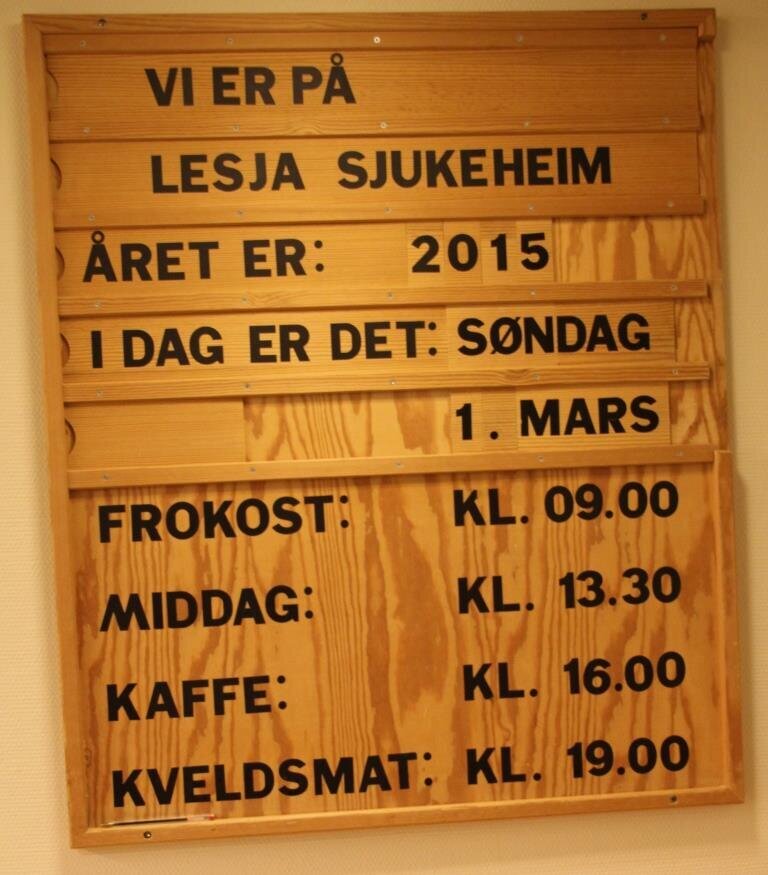 VI ER PÅ
LESJA SJUKEHEIM
ÅRET ER: 2015
I DAG ER DET: SØNDAG
1. MARS
FROKOST: KL. 09.00
MIDDAG: KL. 13.30
KAFFE: KL. 16.00
KVELDSMAT: KL. 19.00